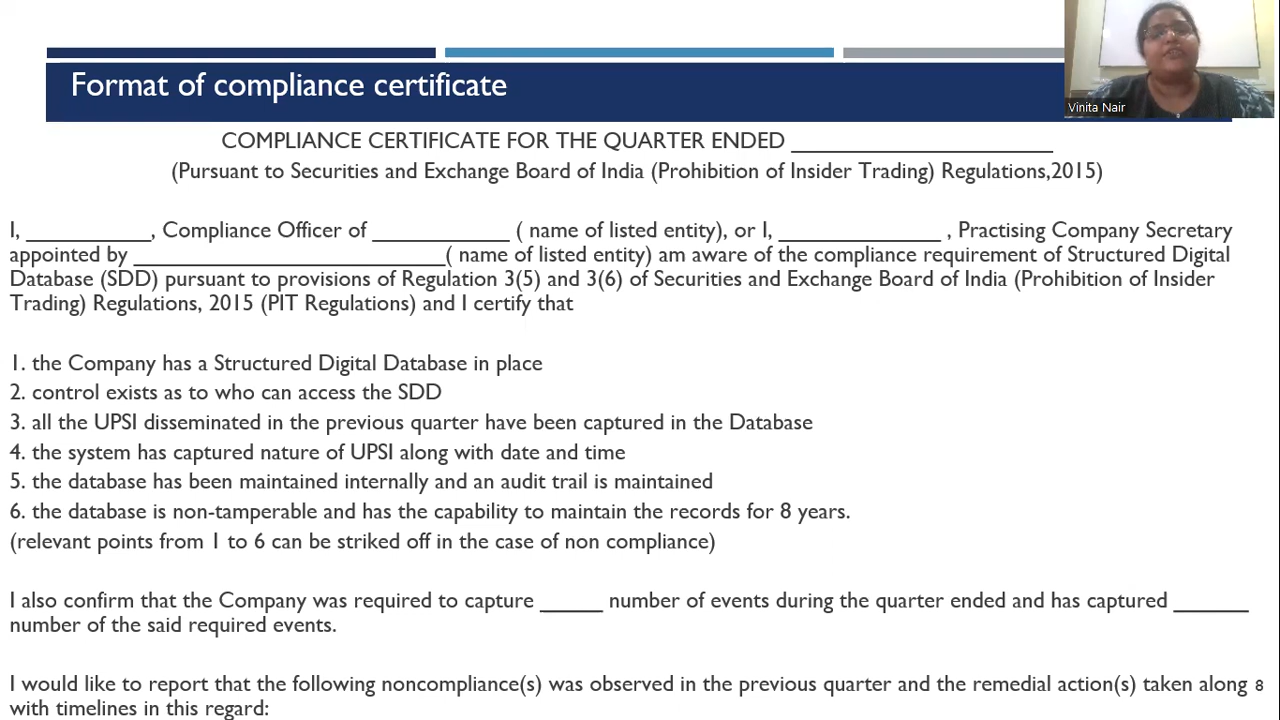 Format of compliance certificate
Vinita Nair
COMPLIANCE CERTIFICATE FOR THE QUARTER ENDED ______________________
(Pursuant to Securities and Exchange Board of India (Prohibition of Insider Trading) Regulations,2015)
I, ___________, Compliance Officer of ____________ ( name of listed entity), or I, ______________ , Practising Company Secretary
appointed by ___________________________( name of listed entity) am aware of the compliance requirement of Structured Digital
Database (SDD) pursuant to provisions of Regulation 3(5) and 3(6) of Securities and Exchange Board of India (Prohibition of Insider
Trading) Regulations, 2015 (PIT Regulations) and I certify that
1. the Company has a Structured Digital Database in place
2. control exists as to who can access the SDD
3. all the UPSI disseminated in the previous quarter have been captured in the Database
4. the system has captured nature of UPSI along with date and time
5. the database has been maintained internally and an audit trail is maintained
6. the database is non-tamperable and has the capability to maintain the records for 8 years.
(relevant points from 1 to 6 can be striked off in the case of non compliance)
I also confirm that the Company was required to capture _____ number of events during the quarter ended and has captured ______
number of the said required events.
I would like to report that the following noncompliance(s) was observed in the previous quarter and the remedial action(s) taken along 8
with timelines in this regard: